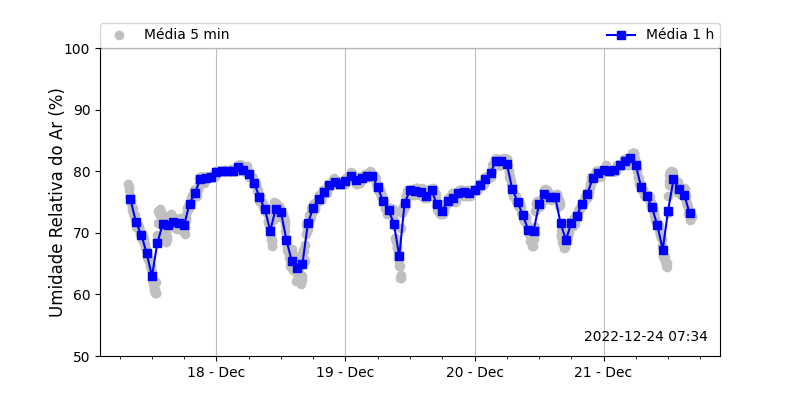 Média 5 min
Média 1 h
Umidade Relativa do Ar (%)
100
90
80
70
60
50
2022-12-24 07:34
18 - Dec
19 - Dec
20 - Dec
21 - Dec